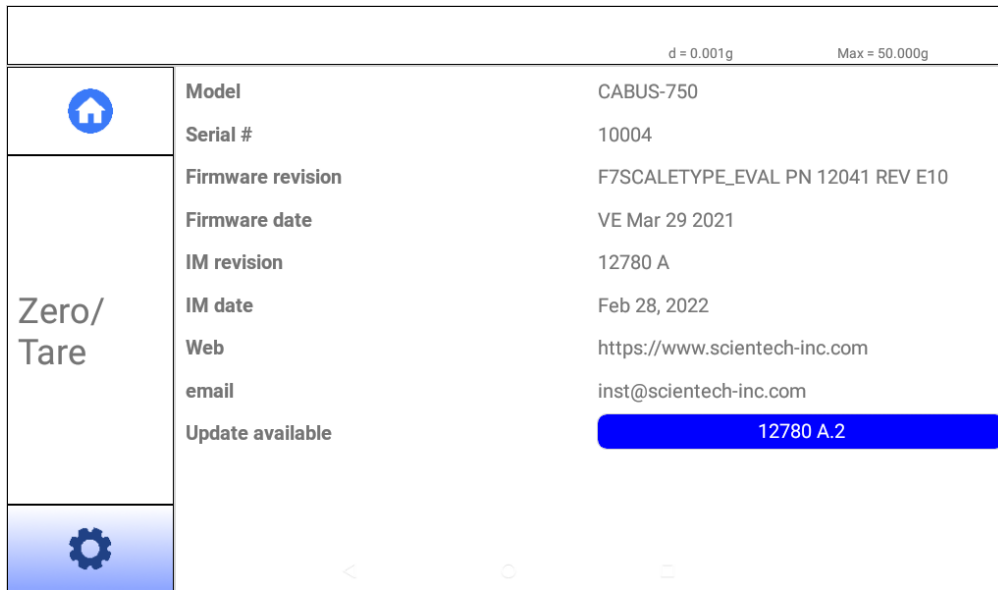 d = 0.001g Max = 50.000g
Model CABUS-750
Serial # 10004
Firmware revision F7SCALETYPE_EVAL PN 12041 REV E10
Firmware date VE Mar 29 2021
IM revision 12780 A
IM date Feb 28, 2022
Zero/
Tare
Web https://www.scientech-inc.com
email inst@scientech-inc.com
Update available 12780 A.2